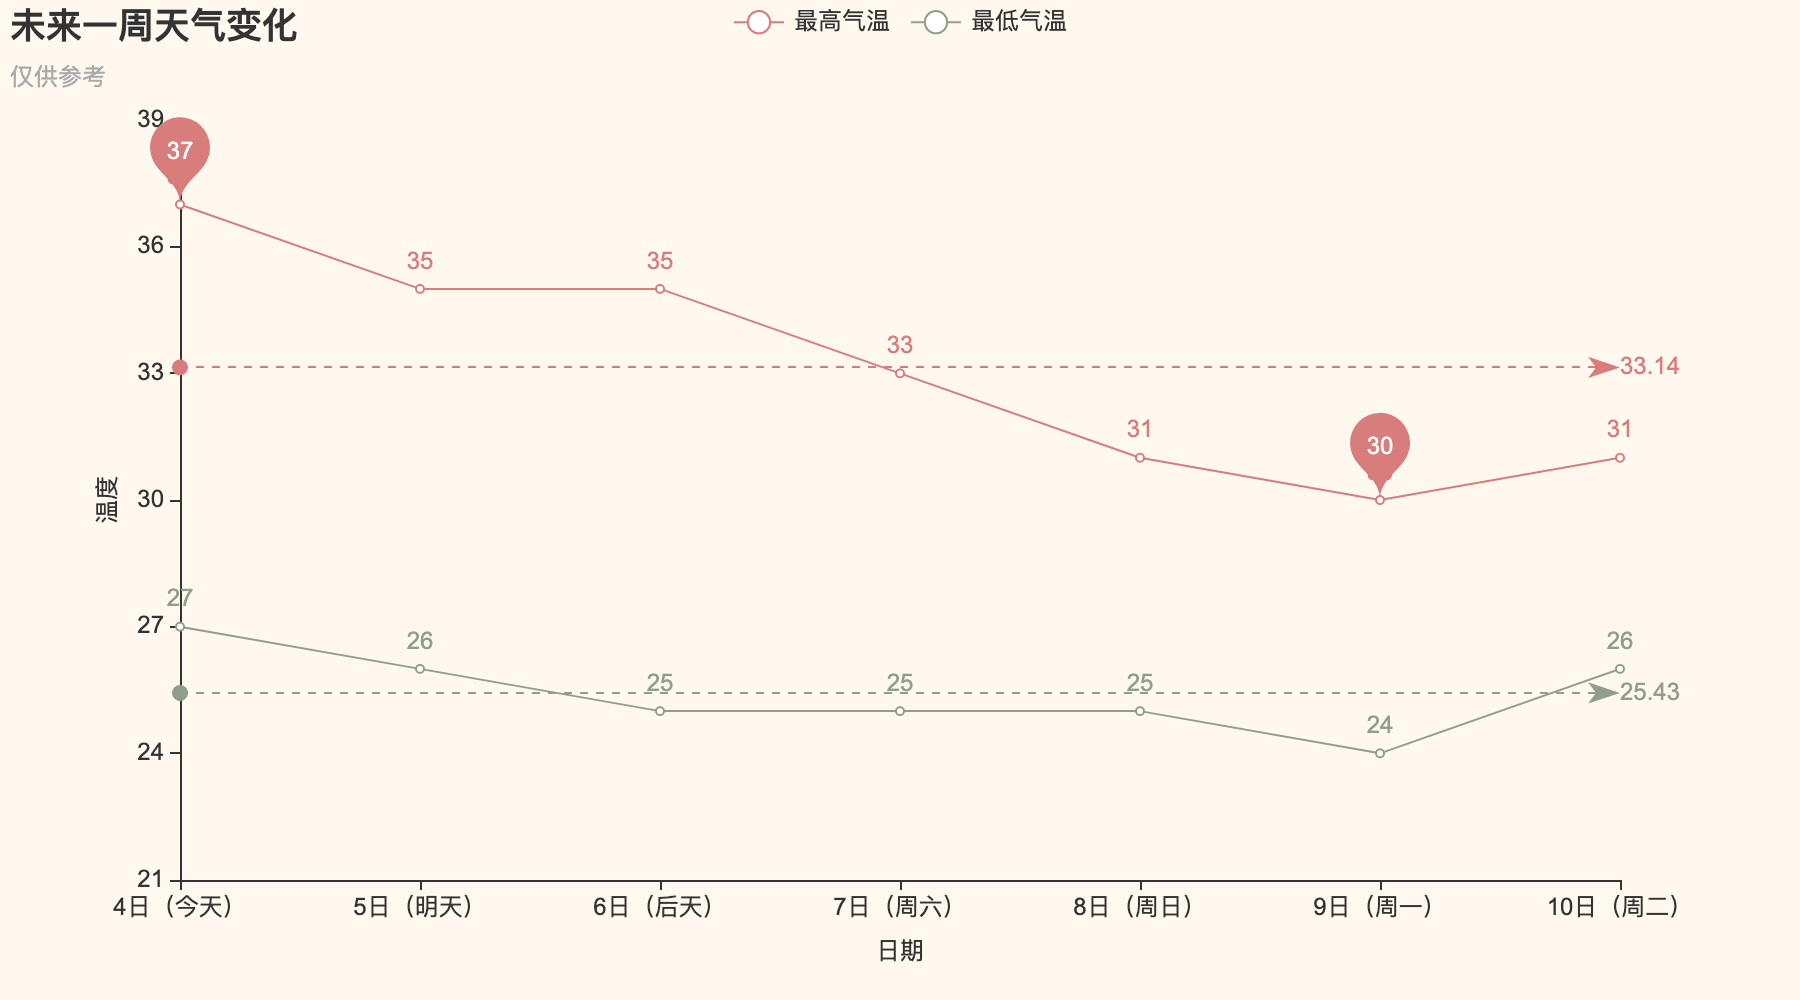 未来一周天气变化
仅供参考
最高气温
最低气温
39
37
36
35
35
33
33
33.14
31
30
31
温度
30
27
27
26
25
25
25
24
26
25.43
24
21
4日（今天）
5日（明天）
6日（后天）
7日（周六）
8日（周日）
9日（周一）
10日（周二）
日期